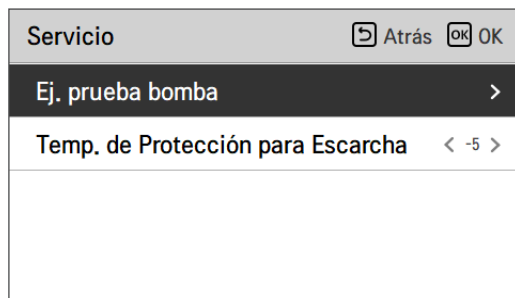 Servicio Atrás OK OK
Ej. prueba bomba >
Temp. de Protección para Escarcha < -5 >